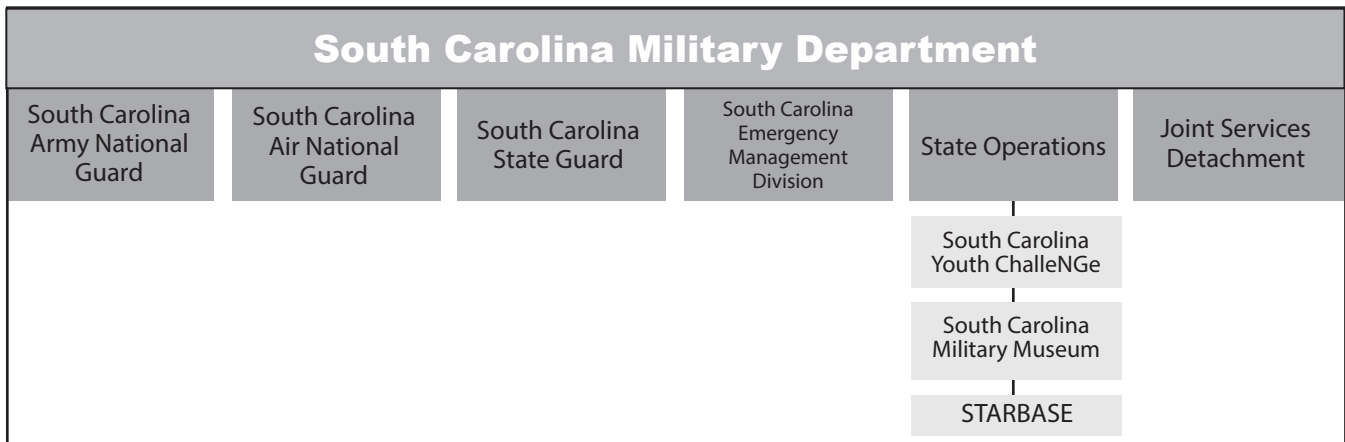 South Carolina Military Department
South Carolina
Army National
Guard
South Carolina
Air National
Guard
South Carolina
State Guard
South Carolina
Emergency
Management
Division
State Operations
Joint Services
Detachment
South Carolina
Youth ChalleNGe
South Carolina
Military Museum
STARBASE